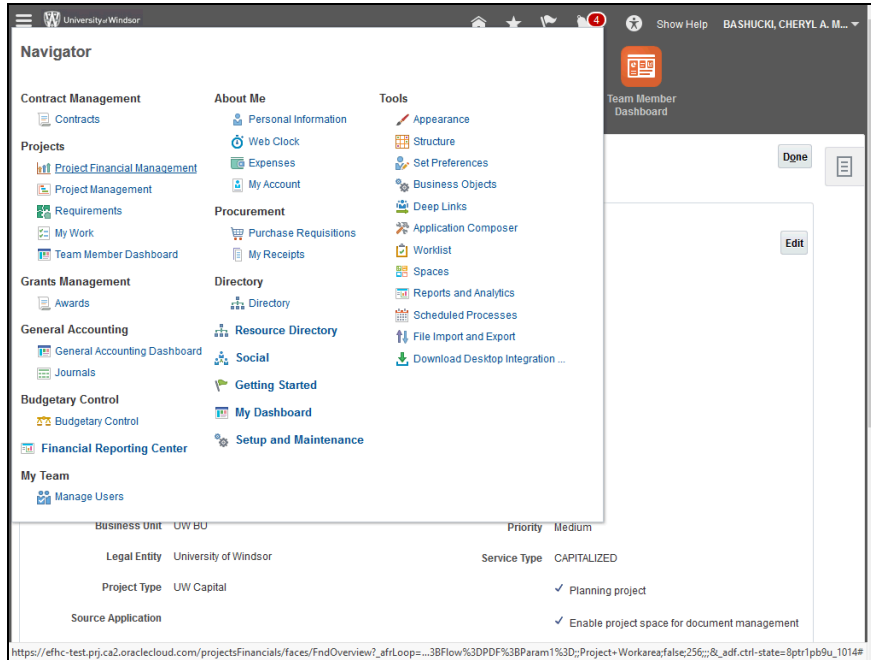 University of Windsor
4
Show Help BASHUCKI, CHERYL A. M...
Navigator
Contract Management
Contracts
Projects
Project Financial Management
Project Management
Requirements
My Work
Team Member Dashboard
Grants Management
Awards
General Accounting
General Accounting Dashboard
Journals
Budgetary Control
Budgetary Control
Financial Reporting Center
My Team
Manage Users
About Me
Personal Information
Web Clock
Expenses
My Account
Procurement
Purchase Requisitions
My Receipts
Directory
Directory
Resource Directory
Social
Getting Started
My Dashboard
Setup and Maintenance
Tools
Appearance
Structure
Set Preferences
Business Objects
Deep Links
Application Composer
Worklist
Spaces
Reports and Analytics
Scheduled Processes
File Import and Export
Download Desktop Integration ...
Team Member
Dashboard
Done
Edit
Business Unit UW BU
Priority Medium
Legal Entity University of Windsor
Service Type CAPITALIZED
Project Type UW Capital
Planning project
Source Application
Enable project space for document management
https://efhc-test.prj.ca2.oraclecloud.com/projectsFinancials/faces/FndOverview?_afrLoop=...3BFlow%3DPDF%3BParam1%3D;;Project+Workarea;false;256;;;&_adf.ctrl-state=8ptr1pb9u_1014#